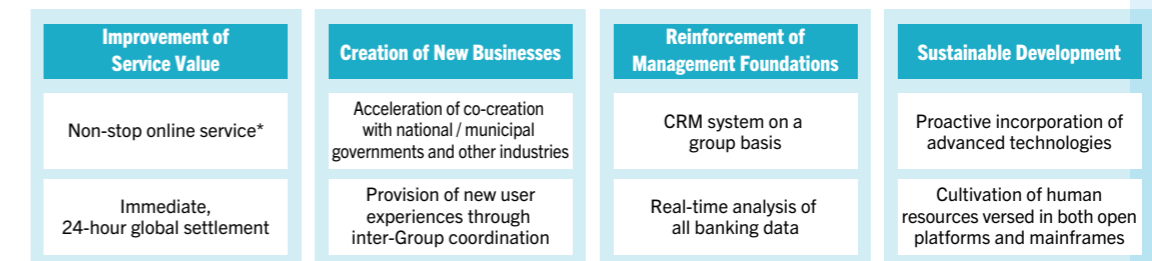 Improvement of
Service Value
Non-stop online service*
Immediate,
24-hour global settlement
Creation of New Businesses
Acceleration of co-creation
with national / municipal
governments and other industries
Provision of new user
experiences through
inter-Group coordination
Reinforcement of
Management Foundations
CRM system on a
group basis
Real-time analysis of
all banking data
Sustainable Development
Proactive incorporation of
advanced technologies
Cultivation of human
resources versed in both open
platforms and mainframes